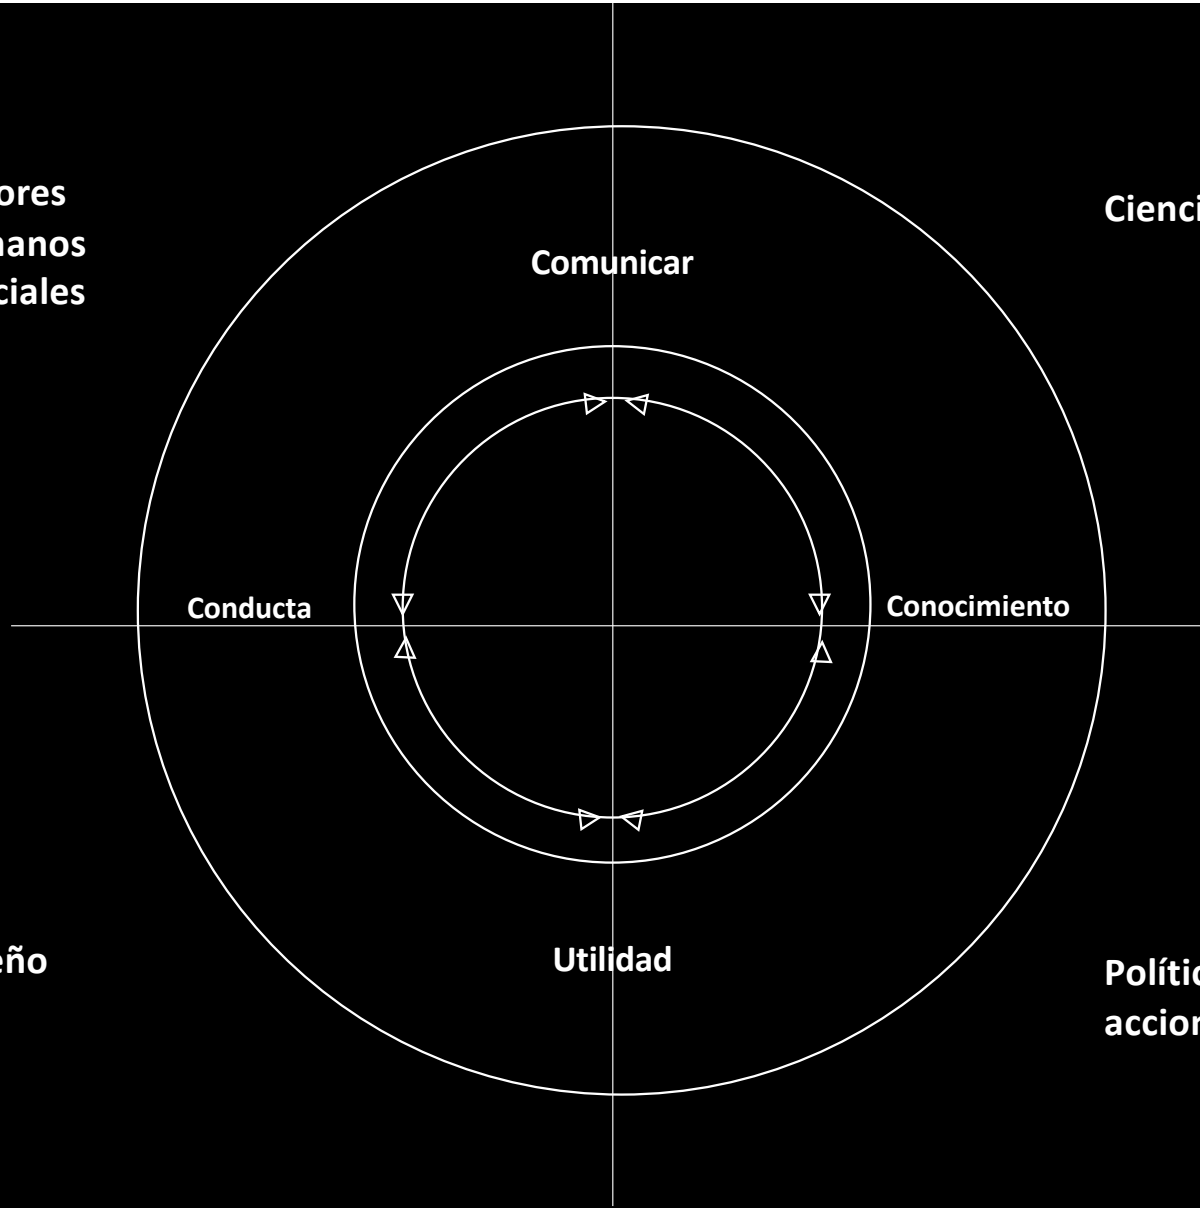 ores
Cienci
nanos
Comunicar
ciales
Conducta
Conocimiento
eño
Utilidad
Polític
accion